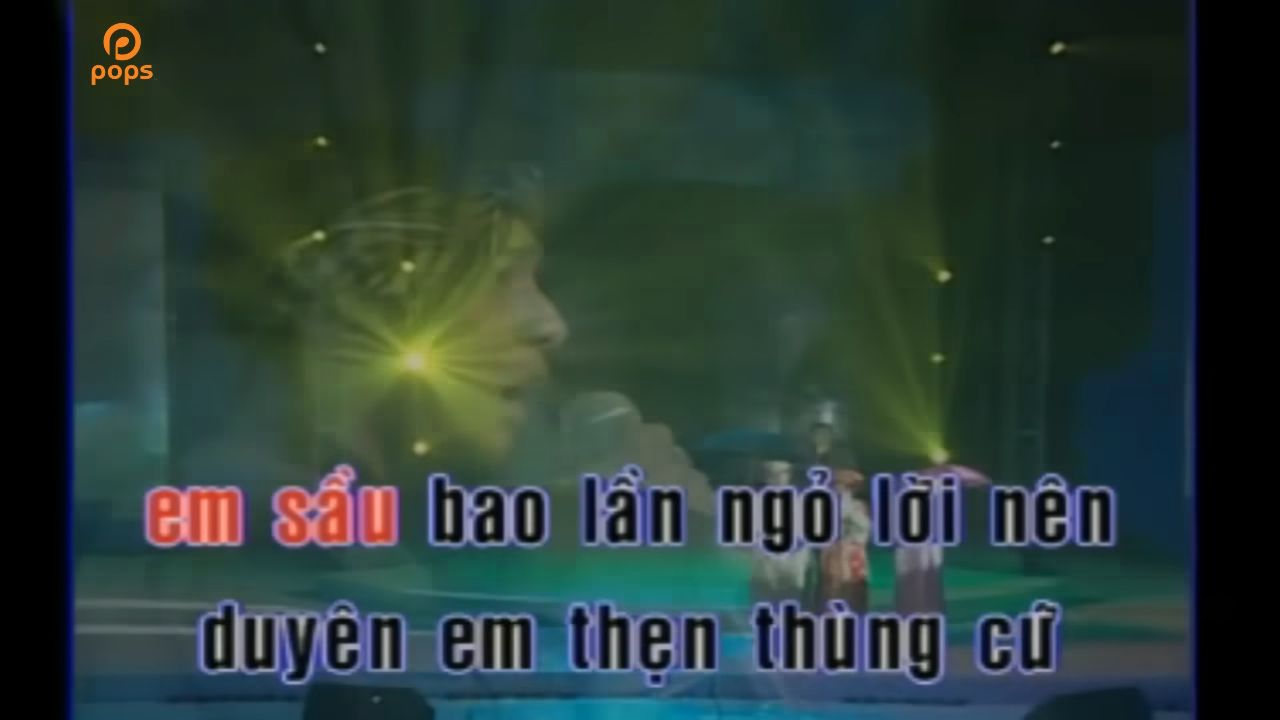 pops
em sầu bao lần ngỏ lời nên
duyên em thẹn thùng cữ